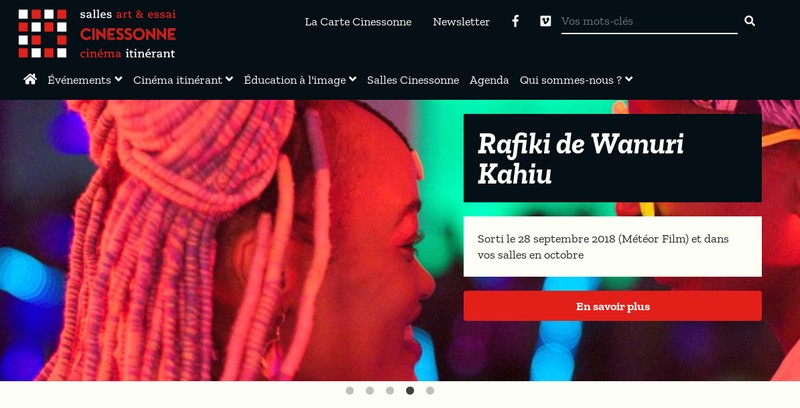 salles art & essai
CINESSONNE
cinéma itinérant
La Carte Cinessonne
Newsletter
Vos mots-clés
Événements
Cinéma itinérant
Éducation à l'image
Salles Cinessonne
Agenda
Qui sommes-nous ?
Rafiki de Wanuri
Kahiu
Sorti le 28 septembre 2018 (Météor Film) et dans
vos salles en octobre
En savoir plus